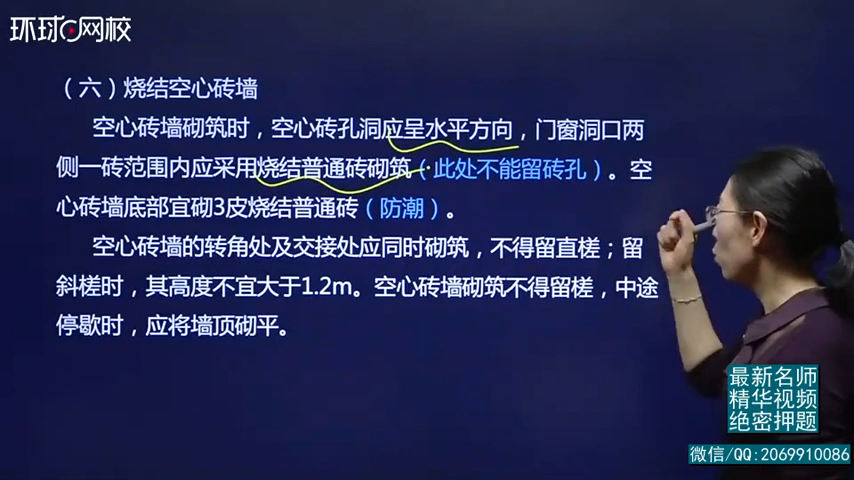 环球网校
（六）烧结空心砖墙
空心砖墙砌筑时，空心砖孔洞应呈水平方向，门窗洞口两
侧一砖范围内应采用烧结普通砖砌筑（此处不能留砖孔）。空
心砖墙底部宜砌3皮烧结普通砖（防潮）。
空心砖墙的转角处及交接处应同时砌筑，不得留直槎；留
斜槎时，其高度不宜大于1.2m。空心砖墙砌筑不得留槎，中途
停歇时，应将墙顶砌平。
最新名师
精华视频
绝密押题
微信/QQ:2069910086